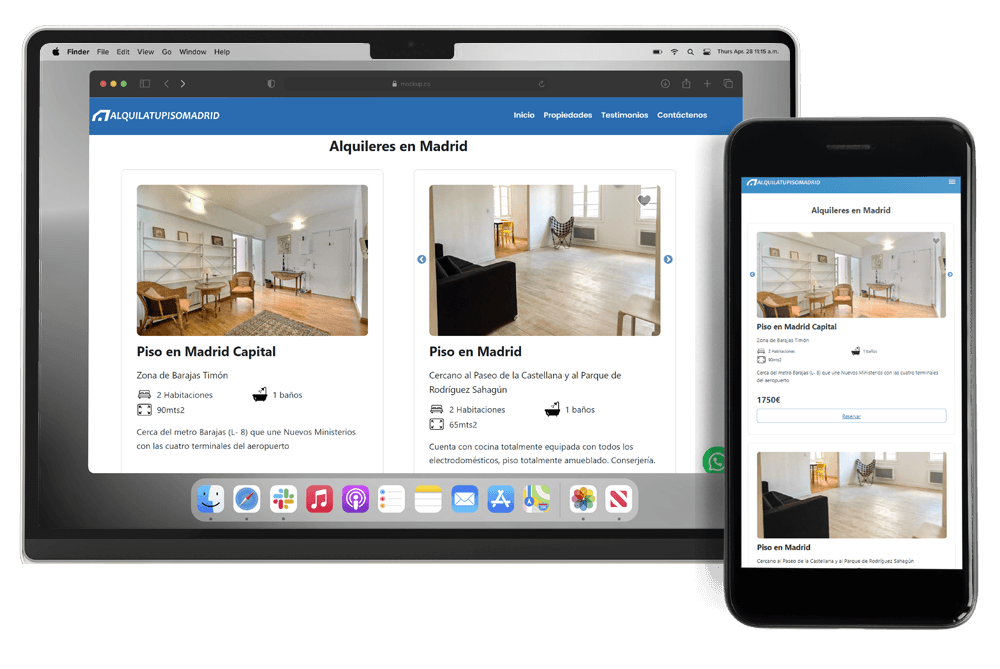 Finder File Edit View Go Window Help
Thurs Apr. 28 11:15 a.m.
mockup.co
ALQUILATUPISOMADRID
Inicio Propiedades Testimonios Contáctenos
Alquileres en Madrid
Piso en Madrid Capital
Zona de Barajas Timón
2 Habitaciones 1 baños
90mts2
Cerca del metro Barajas (L- 8) que une Nuevos Ministerios
con las cuatro terminales del aeropuerto
Piso en Madrid
Cercano al Paseo de la Castellana y al Parque de
Rodríguez Sahagún
2 Habitaciones 1 baños
65mts2
Cuenta con cocina totalmente equipada con todos los
electrodomésticos, piso totalmente amueblado. Conserjería.
ALQUILATUPISOMADRID
Alquileres en Madrid
Piso en Madrid Capital
Zona de Barajas Timón
2 Habitaciones 1 baños
90mts2
Cerca del metro Barajas (L- 8) que une Nuevos Ministerios con las cuatro terminales
del aeropuerto
1750€
Reservar
Piso en Madrid
Cercano al Paseo de la Castellana y al Parque de Rodríguez Sahagún